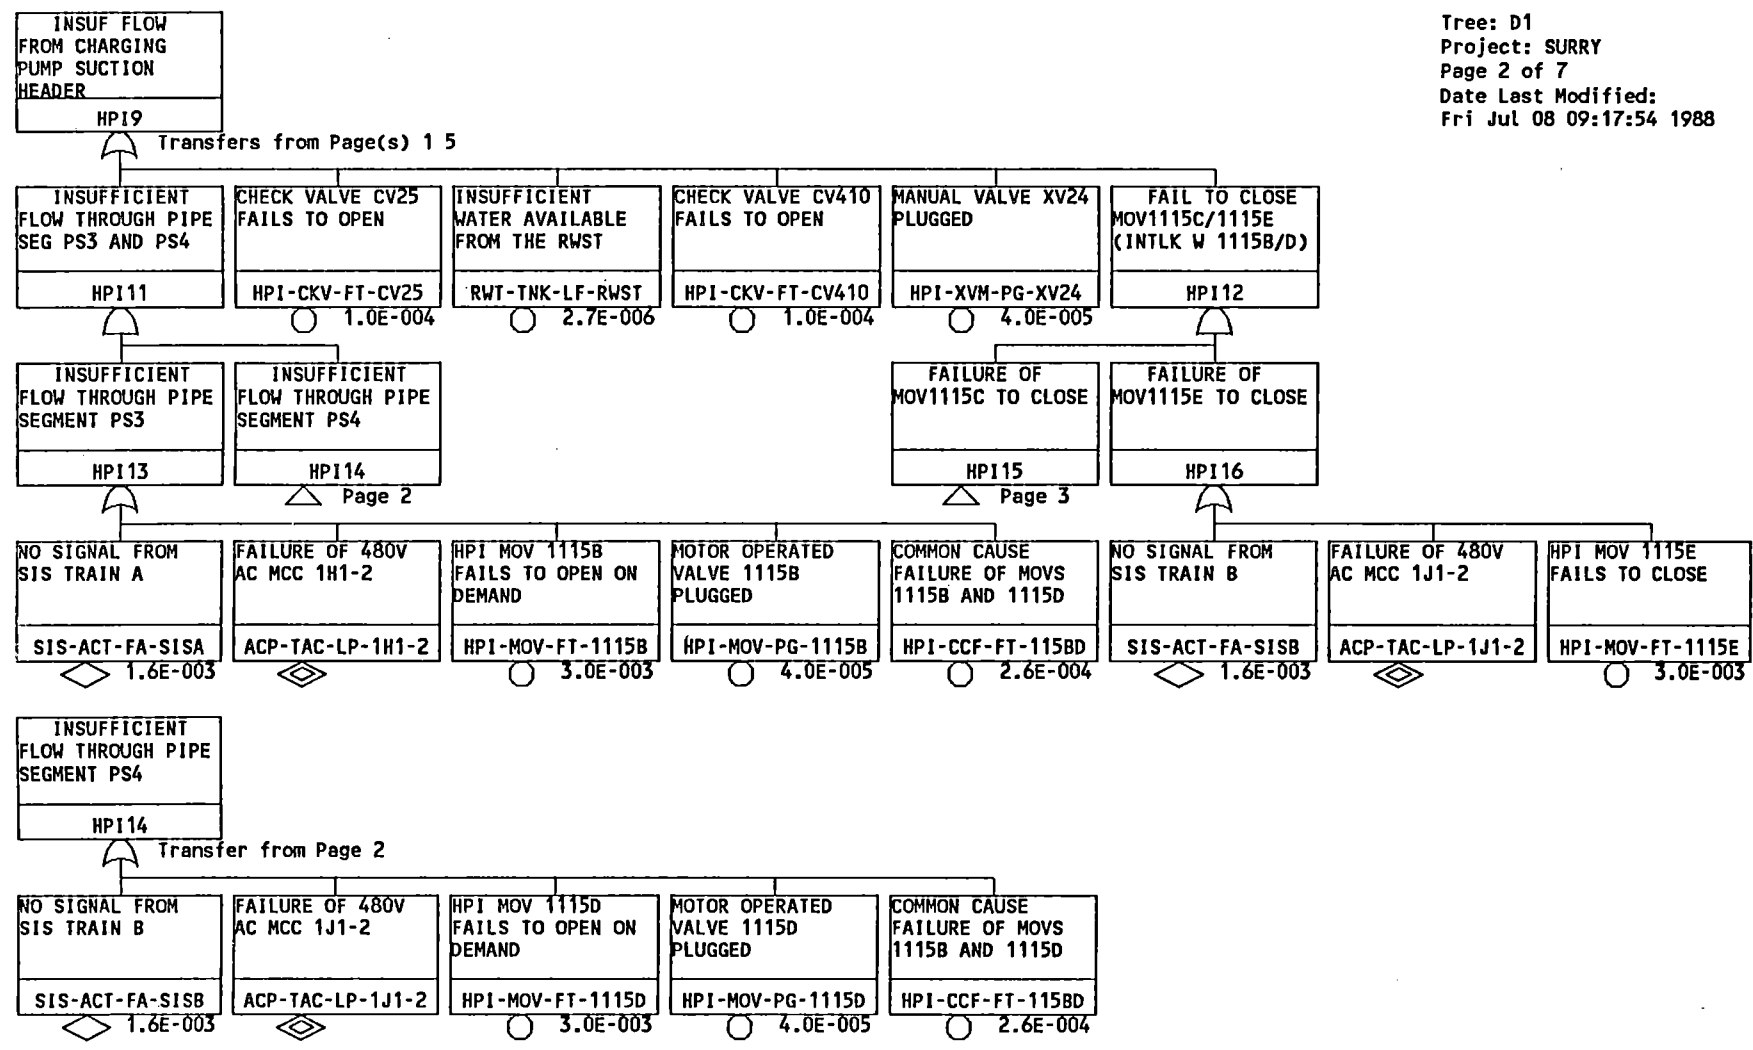 INSUF FLOW
FROM CHARGING
PUMP SUCTION
HEADER
HPI9
Transfers from Page(s) 1 5
Tree: D1
Project: SURRY
Page 2 of 7
Date Last Modified:
Fri Jul 08 09:17:54 1988
INSUFFICIENT
FLOW THROUGH PIPE
SEG PS3 AND PS4
HPI11
CHECK VALVE CV25
FAILS TO OPEN
HPI-CKV-FT-CV25
1.0E-004
INSUFFICIENT
WATER AVAILABLE
FROM THE RWST
RWT-TNK-LF-RWST
2.7E-006
CHECK VALVE CV410
FAILS TO OPEN
HPI-CKV-FT-CV410
1.0E-004
MANUAL VALVE XV24
PLUGGED
HPI-XVM-PG-XV24
4.0E-005
FAIL TO CLOSE
MOV1115C/1115E
(INTLK W 1115B/D)
HPI12
INSUFFICIENT
FLOW THROUGH PIPE
SEGMENT PS3
HPI13
INSUFFICIENT
FLOW THROUGH PIPE
SEGMENT PS4
HPI14
Page 2
FAILURE OF
MOV1115C TO CLOSE
HPI15
Page 3
FAILURE OF
MOV1115E TO CLOSE
HPI16
NO SIGNAL FROM
SIS TRAIN A
SIS-ACT-FA-SISA
1.6E-003
FAILURE OF 480V
AC MCC 1H1-2
ACP-TAC-LP-1H1-2
HPI MOV 1115B
FAILS TO OPEN ON
DEMAND
HPI-MOV-FT-1115B
3.0E-003
MOTOR OPERATED
VALVE 1115B
PLUGGED
HPI-MOV-PG-1115B
4.0E-005
COMMON CAUSE
FAILURE OF MOVS
1115B AND 1115D
HPI-CCF-FT-115BD
2.6E-004
NO SIGNAL FROM
SIS TRAIN B
SIS-ACT-FA-SISB
1.6E-003
FAILURE OF 480V
AC MCC 1J1-2
ACP-TAC-LP-1J1-2
HPI MOV 1115E
FAILS TO CLOSE
HPI-MOV-FT-1115E
3.0E-003
INSUFFICIENT
FLOW THROUGH PIPE
SEGMENT PS4
HPI14
Transfer from Page 2
NO SIGNAL FROM
SIS TRAIN B
SIS-ACT-FA-SISB
1.6E-003
FAILURE OF 480V
AC MCC 1J1-2
ACP-TAC-LP-1J1-2
HPI MOV 1115D
FAILS TO OPEN ON
DEMAND
HPI-MOV-FT-1115D
3.0E-003
MOTOR OPERATED
VALVE 1115D
PLUGGED
HPI-MOV-PG-1115D
4.0E-005
COMMON CAUSE
FAILURE OF MOVS
1115B AND 1115D
HPI-CCF-FT-115BD
2.6E-004